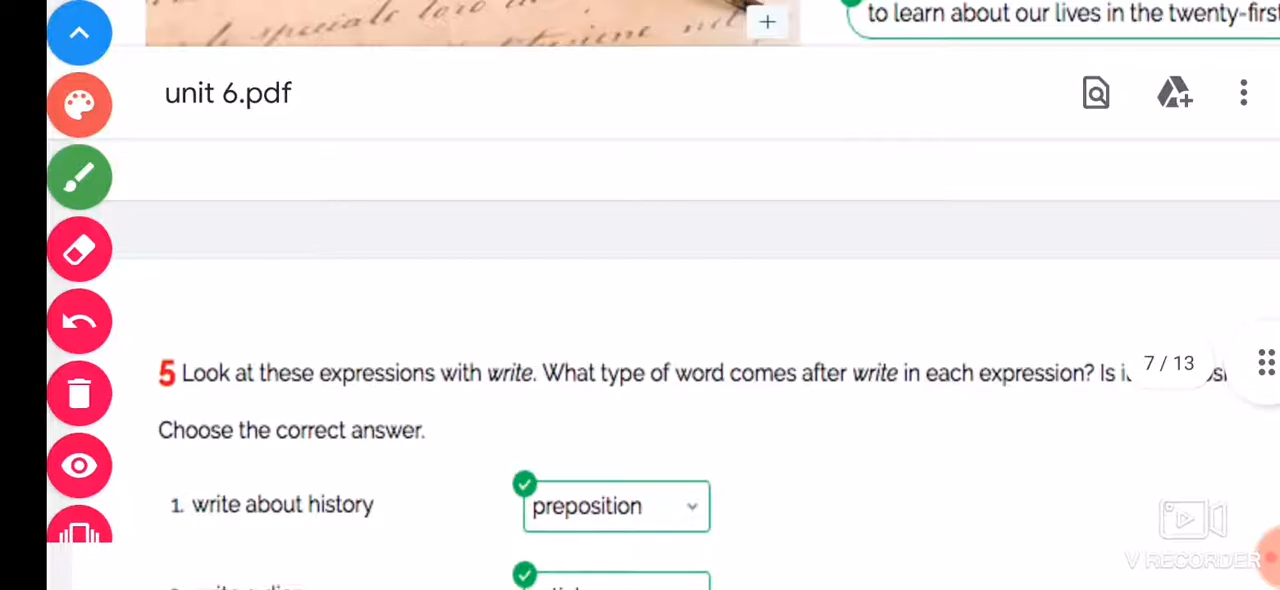 to learn about our lives in the twenty-first
unit 6.pdf
5 Look at these expressions with write. What type of word comes after write in each expression? Is
7 / 13
Choose the correct answer.
1. write about history
preposition
V RECORDER